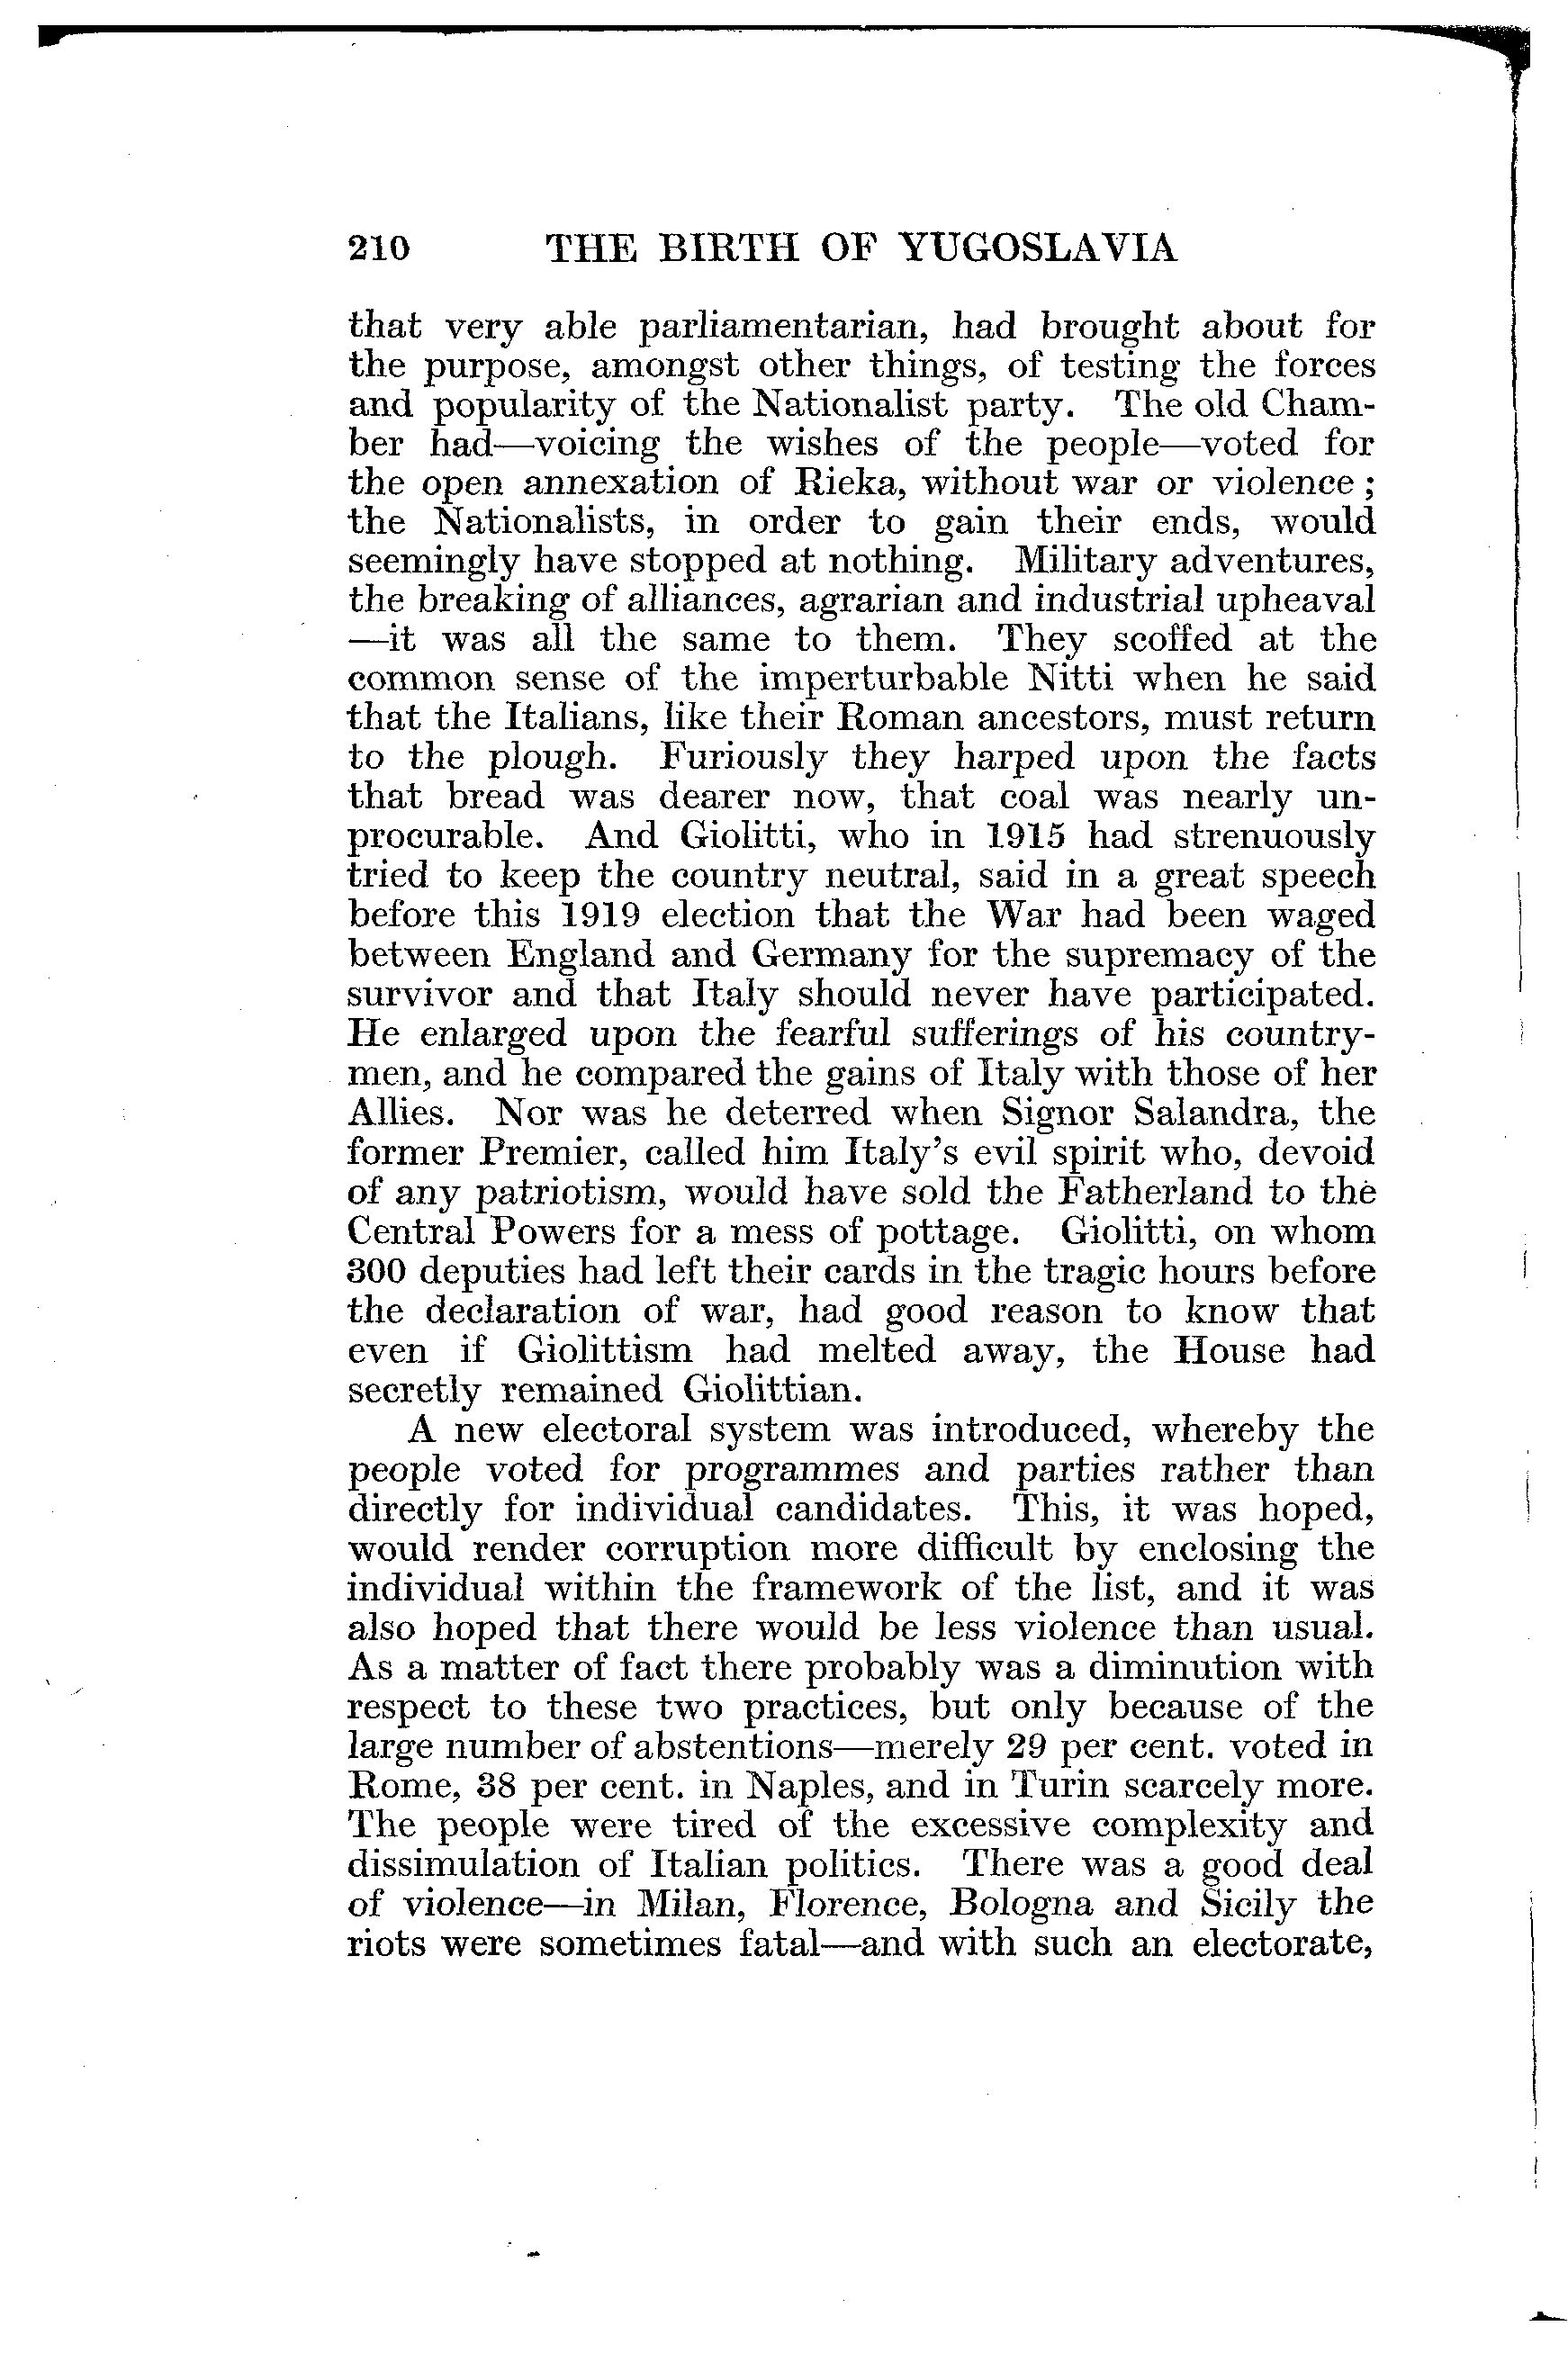 210 THE BIRTH OF YUGOSLAVIA
that very able parliamentarian, had brought about for
the purpose, amongst other things, of testing the forces
and popularity of the Nationalist party. The old Cham-
ber had—voicing the wishes of the people—voted for
the open annexation of Rieka, without war or violence ;
the Nationalists, in order to gain their ends, would
seemingly have stopped at nothing. Military adventures,
the breaking of alliances, agrarian and industrial upheaval
—it was all the same to them. They scoffed at the
common sense of the imperturbable Nitti when he said
that the Italians, like their Roman ancestors, must return
to the plough. Furiously they harped upon the facts
that bread was dearer now, that coal was nearly un-
procurable. And Giolitti, who in 1915 had strenuously
tried to keep the country neutral, said in a great speech
before this 1919 election that the War had been waged
between England and Germany for the supremacy of the
survivor and that Italy should never have participated.
He enlarged upon the fearful sufferings of his country-
men, and he compared the gains of Italy with those of her
Allies. Nor was he deterred when Signor Salandra, the
former Premier, called him Italy's evil spirit who, devoid
of any patriotism, would have sold the Fatherland to the
Central Powers for a mess of pottage. Giolitti, on whom
300 deputies had left their cards in the tragic hours before
the declaration of war, had good reason to know that
even if Giolittism had melted away, the House had
secretly remained Giolittian.
A new electoral system was introduced, whereby the
people voted for programmes and parties rather than
directly for individual candidates. This, it was hoped,
would render corruption more difficult by enclosing the
individual within the framework of the list, and it was
also hoped that there would be less violence than usual.
As a matter of fact there probably was a diminution with
respect to these two practices, but only because of the
large number of abstentions—merely 29 per cent. voted in
Rome, 38 per cent. in Naples, and in Turin scarcely more.
The people were tired of the excessive complexity and
dissimulation of Italian politics. There was a good deal
of violence—in Milan, Florence, Bologna and Sicily the
riots were sometimes fatal—and with such an electorate,